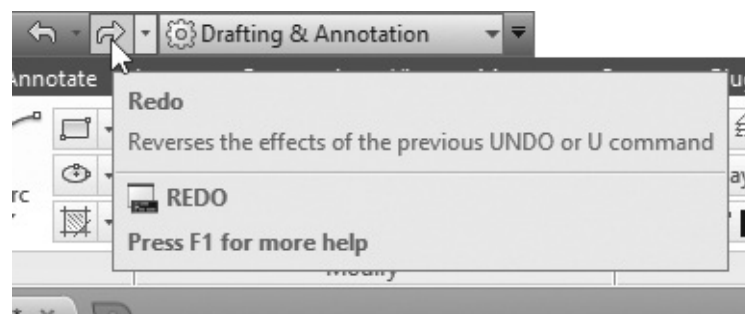 Drafting & Annotation
Annotate
Redo
Reverses the effects of the previous UNDO or U command
REDO
Press F1 for more help
Modify